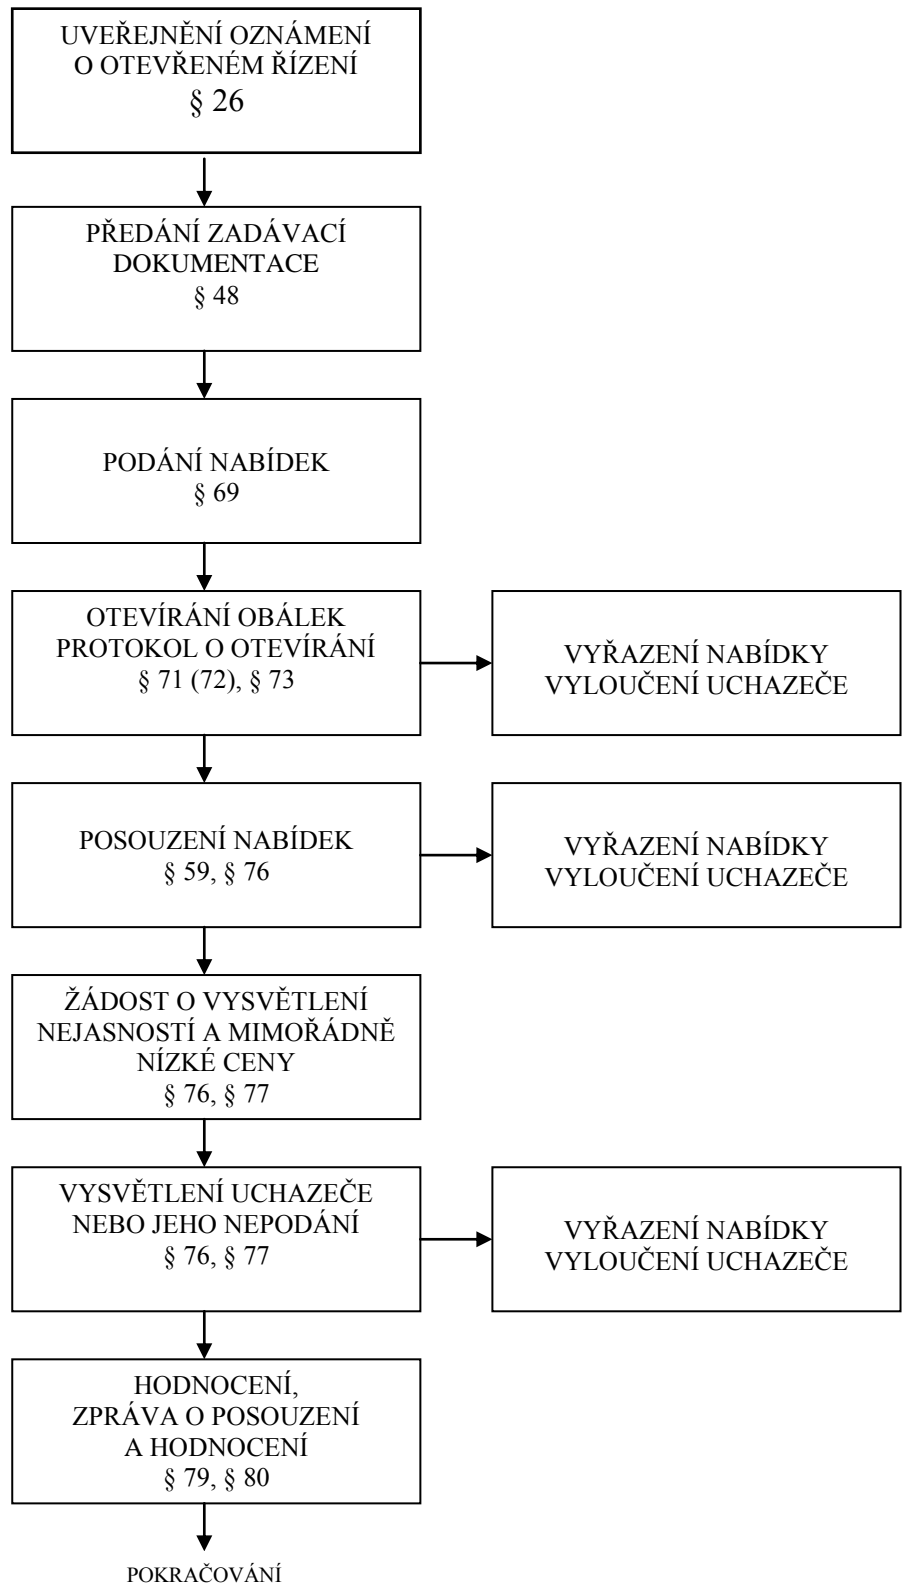 UVEŘEJNĚNÍ OZNÁMENÍ
O OTEVŘENÉM ŘÍZENÍ
§ 26
PŘEDÁNÍ ZADÁVACÍ
DOKUMENTACE
§ 48
PODÁNÍ NABÍDEK
§ 69
OTEVÍRÁNÍ OBÁLEK
PROTOKOL O OTEVÍRÁNÍ
§ 71 (72), § 73
VYŘAZENÍ NABÍDKY
VYLOUČENÍ UCHAZEČE
POSOUZENÍ NABÍDEK
§ 59, § 76
VYŘAZENÍ NABÍDKY
VYLOUČENÍ UCHAZEČE
ŽÁDOST O VYSVĚTLENÍ
NEJASNOSTÍ A MIMOŘÁDNĚ
NÍZKÉ CENY
§ 76, § 77
VYSVĚTLENÍ UCHAZEČE
NEBO JEHO NEPODÁNÍ
§ 76, § 77
VYŘAZENÍ NABÍDKY
VYLOUČENÍ UCHAZEČE
HODNOCENÍ,
ZPRÁVA O POSOUZENÍ
A HODNOCENÍ
§ 79, § 80
POKRAČOVÁNÍ